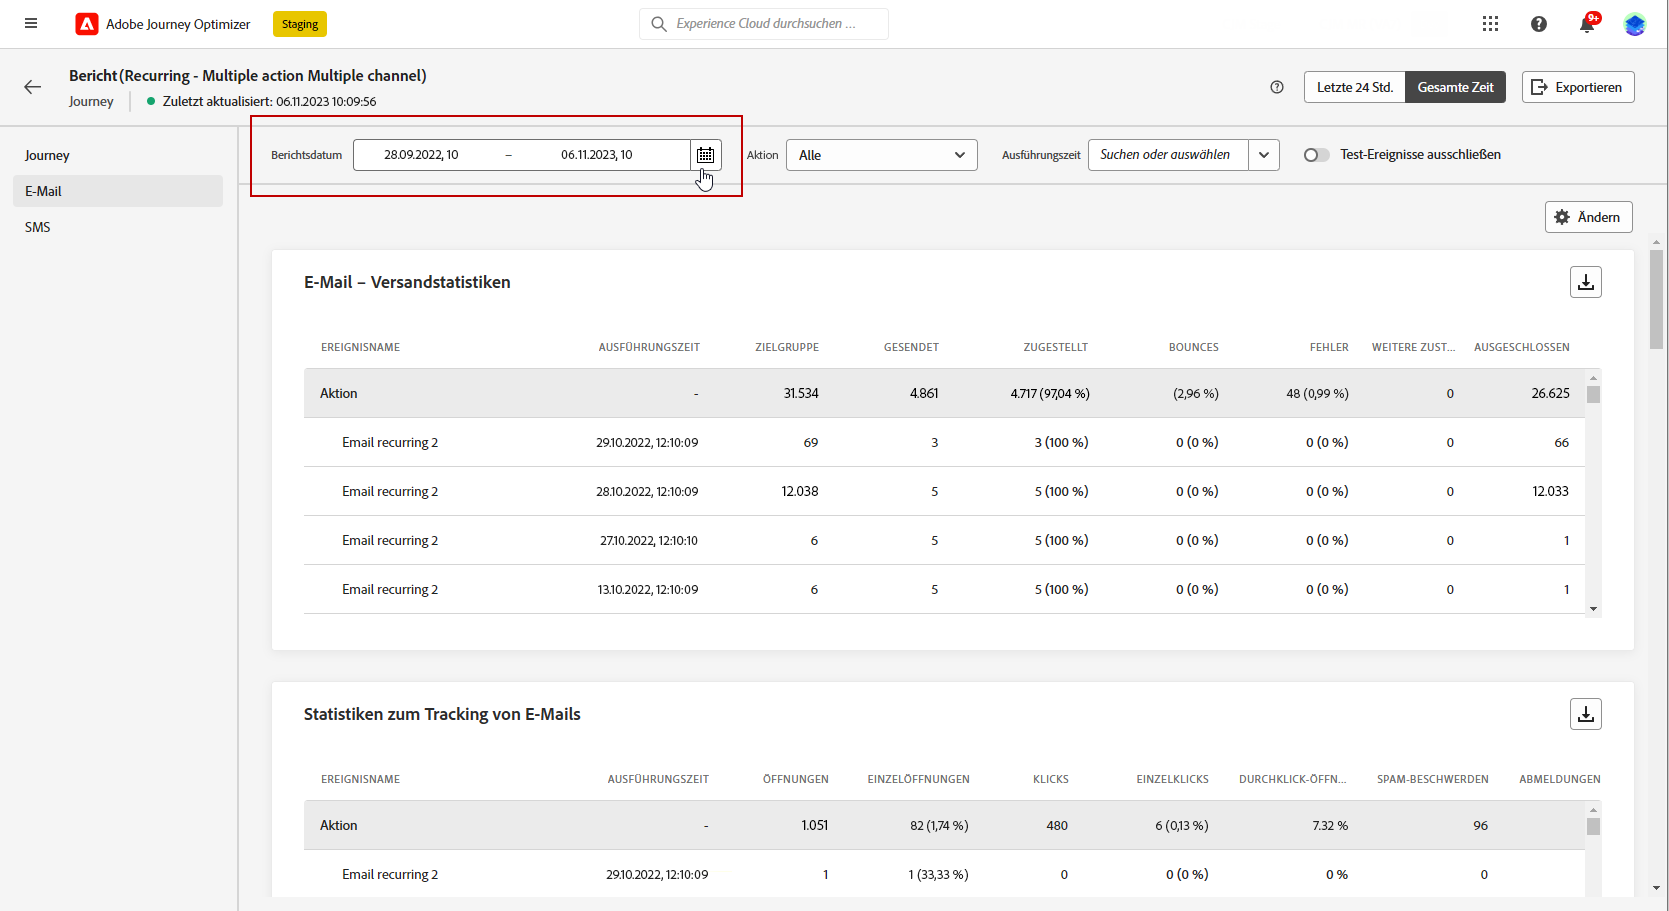 Adobe Journey Optimizer
Staging
Experience Cloud durchsuchen ...
9+
Bericht (Recurring - Multiple action Multiple channel)
Journey
Zuletzt aktualisiert: 06.11.2023 10:09:56
Letzte 24 Std.
Gesamte Zeit
Exportieren
Journey
E-Mail
SMS
Berichtsdatum
28.09.2022, 10
–
06.11.2023, 10
Aktion
Alle
Ausführungszeit
Suchen oder auswählen
Test-Ereignisse ausschließen
Ändern
E-Mail – Versandstatistiken
EREIGNISNAME AUSFÜHRUNGSZEIT ZIELGRUPPE GESENDET ZUGESTELLT BOUNCES FEHLER WEITERE ZUST... AUSGESCHLOSSEN
Aktion - 31.534 4.861 4.717 (97,04 %) (2,96 %) 48 (0,99 %) 0 26.625
Email recurring 2 29.10.2022, 12:10:09 69 3 3 (100 %) 0 (0 %) 0 (0 %) 0 66
Email recurring 2 28.10.2022, 12:10:09 12.038 5 5 (100 %) 0 (0 %) 0 (0 %) 0 12.033
Email recurring 2 27.10.2022, 12:10:10 6 5 5 (100 %) 0 (0 %) 0 (0 %) 0 1
Email recurring 2 13.10.2022, 12:10:09 6 5 5 (100 %) 0 (0 %) 0 (0 %) 0 1
Statistiken zum Tracking von E-Mails
EREIGNISNAME AUSFÜHRUNGSZEIT ÖFFNUNGEN EINZELÖFFNUNGEN KLICKS EINZELKLICKS DURCHKLICK-ÖFFN... SPAM-BESCHWERDEN ABMELDUNGEN
Aktion - 1.051 82 (1,74 %) 480 6 (0,13 %) 7.32 % 96
Email recurring 2 29.10.2022, 12:10:09 1 1 (33,33 %) 0 0 (0 %) 0 % 0